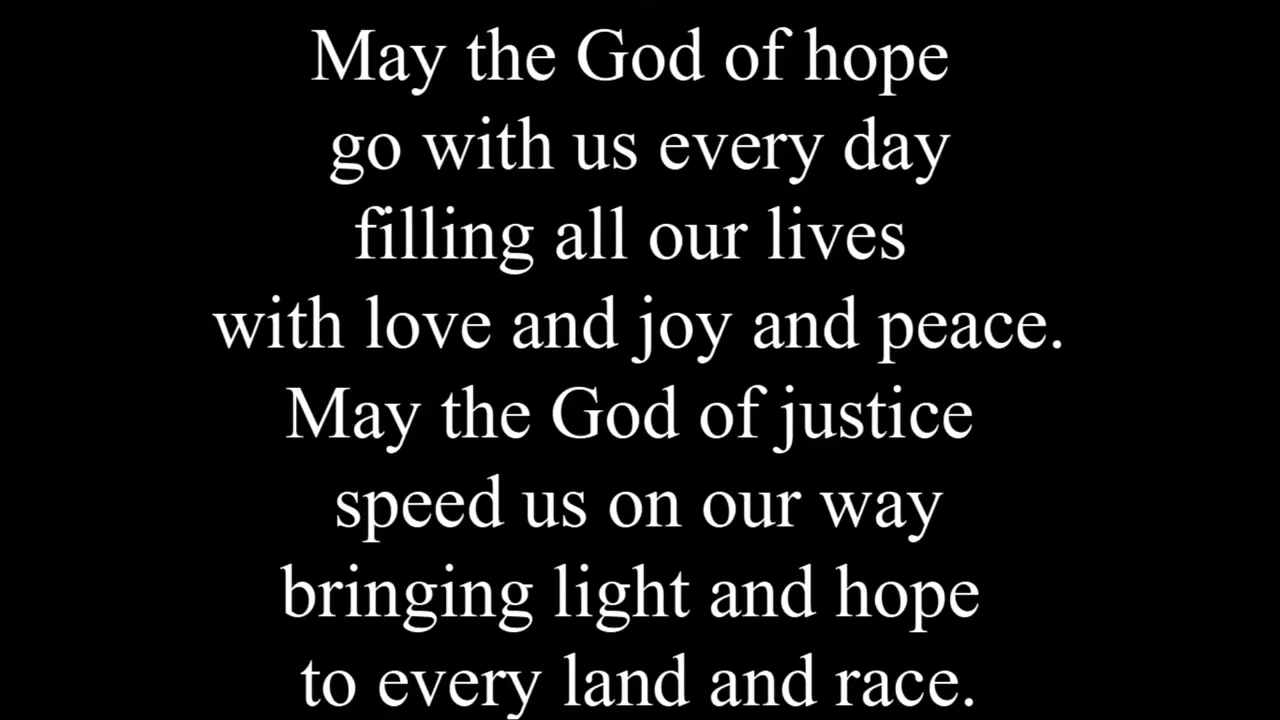 May the God of hope
go with us every day
filling all our lives
with love and joy and peace.
May the God of justice
speed us on our way
bringing light and hope
to every land and race.